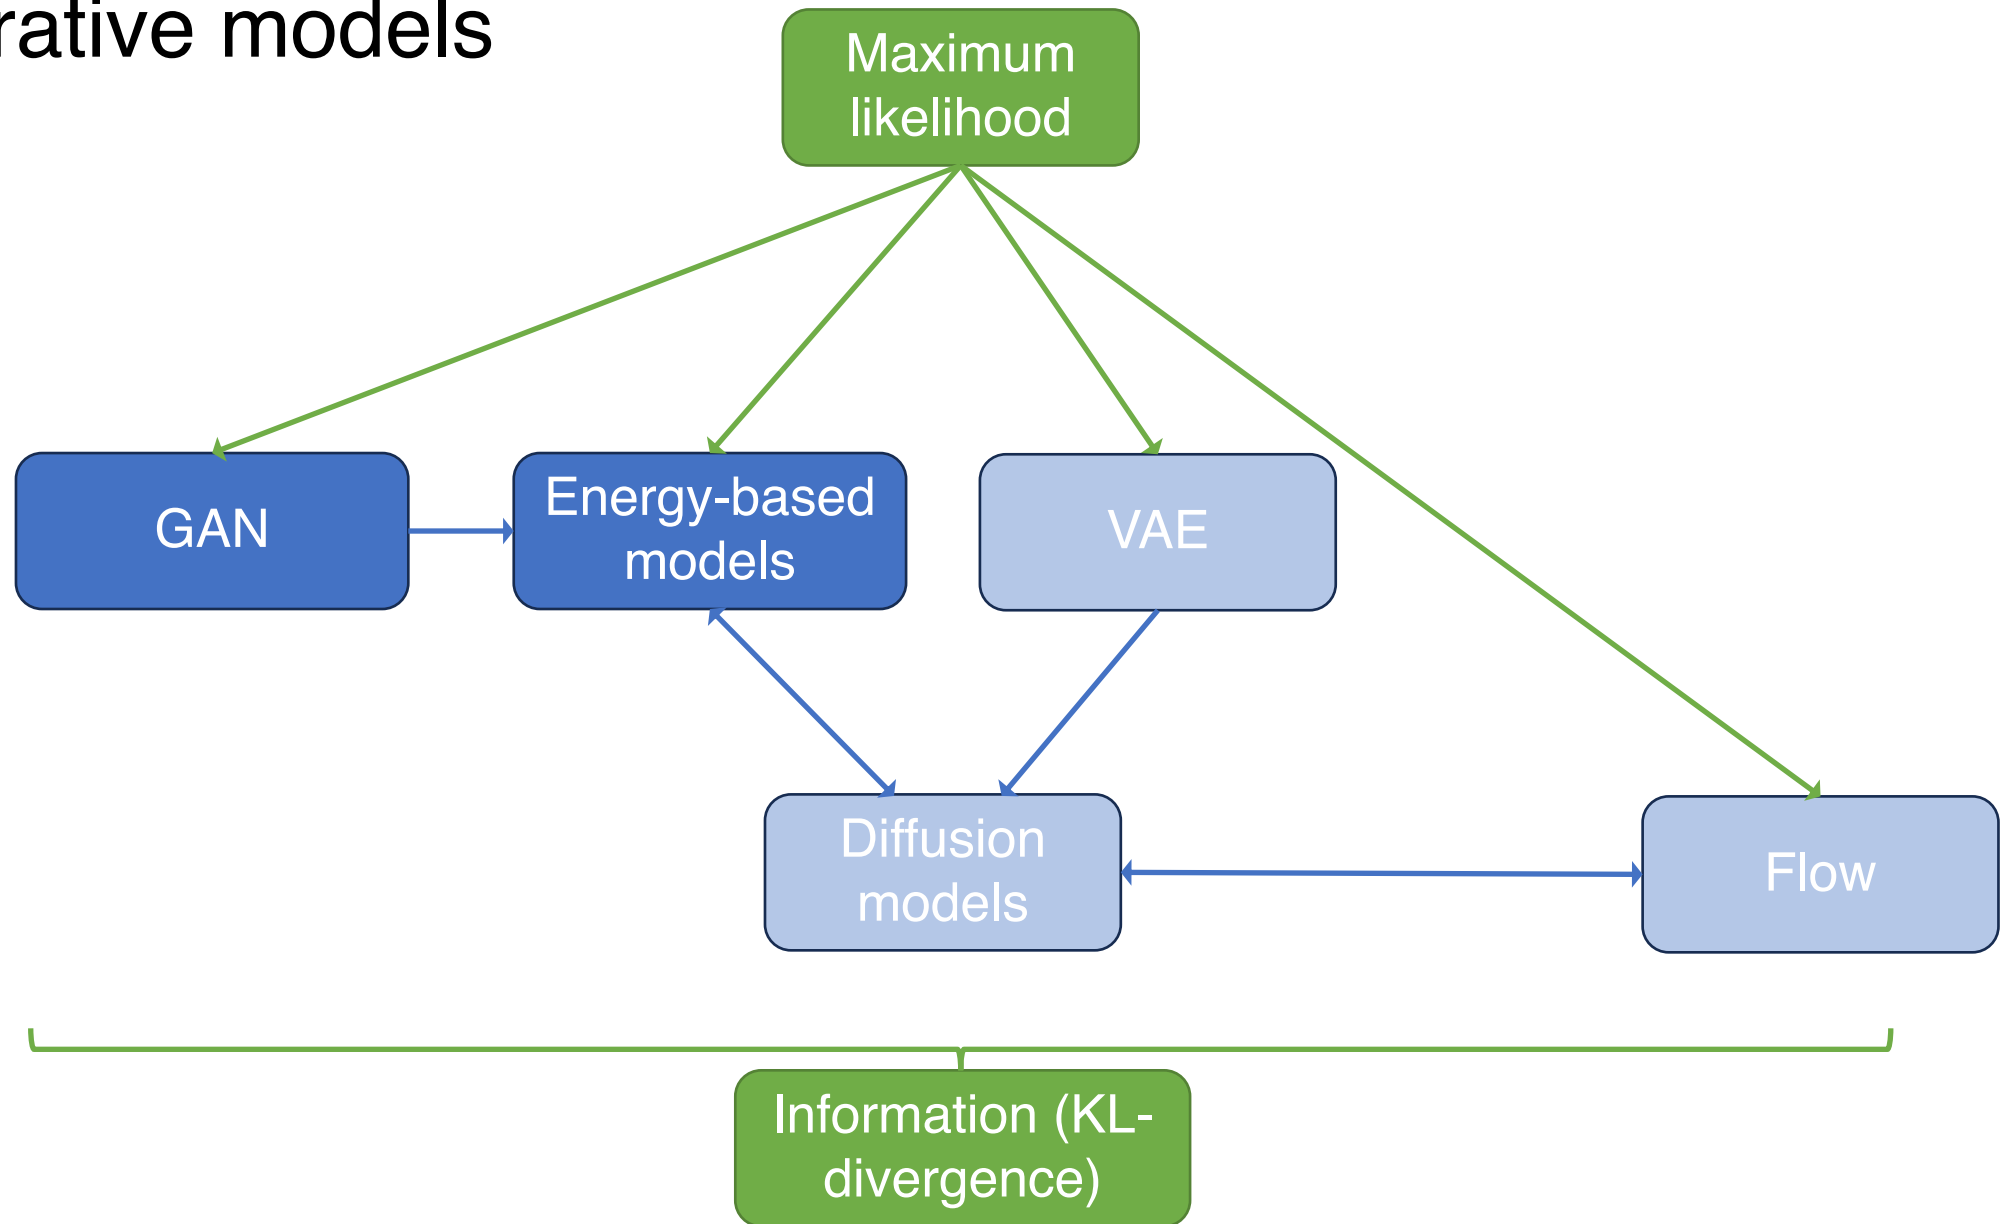 rative models
Maximum
likelihood
GAN
Energy-based
models
VAE
Diffusion
models
Flow
Information (KL-
divergence)